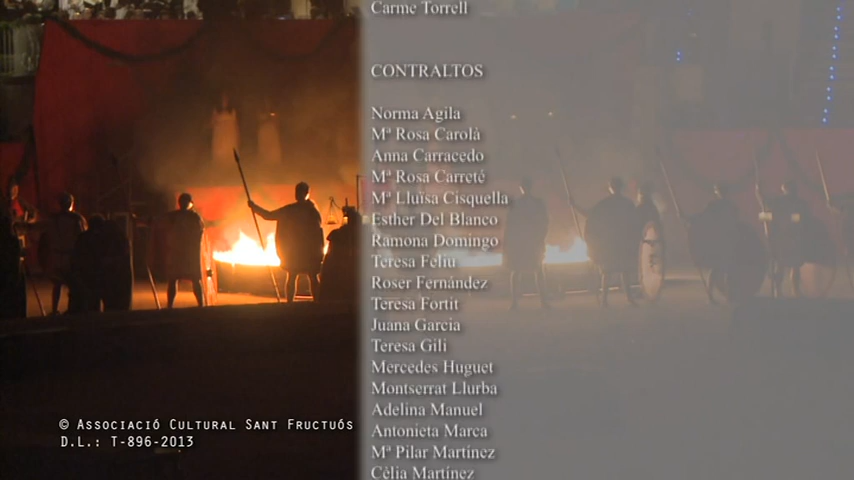 Carme Torrell
CONTRALTOS
Norma Agila
Mª Rosa Carolà
Anna Carracedo
Mª Rosa Carreté
Mª Lluïsa Cisquella
Esther Del Blanco
Ramona Domingo
Teresa Feliu
Roser Fernández
Teresa Fortit
Juana Garcia
Teresa Gili
Mercedes Huguet
Montserrat Llurba
Adelina Manuel
Antonieta Marca
Mª Pilar Martínez
Cèlia Martínez
© Associació Cultural Sant Fructuós
D.L.: T-896-2013